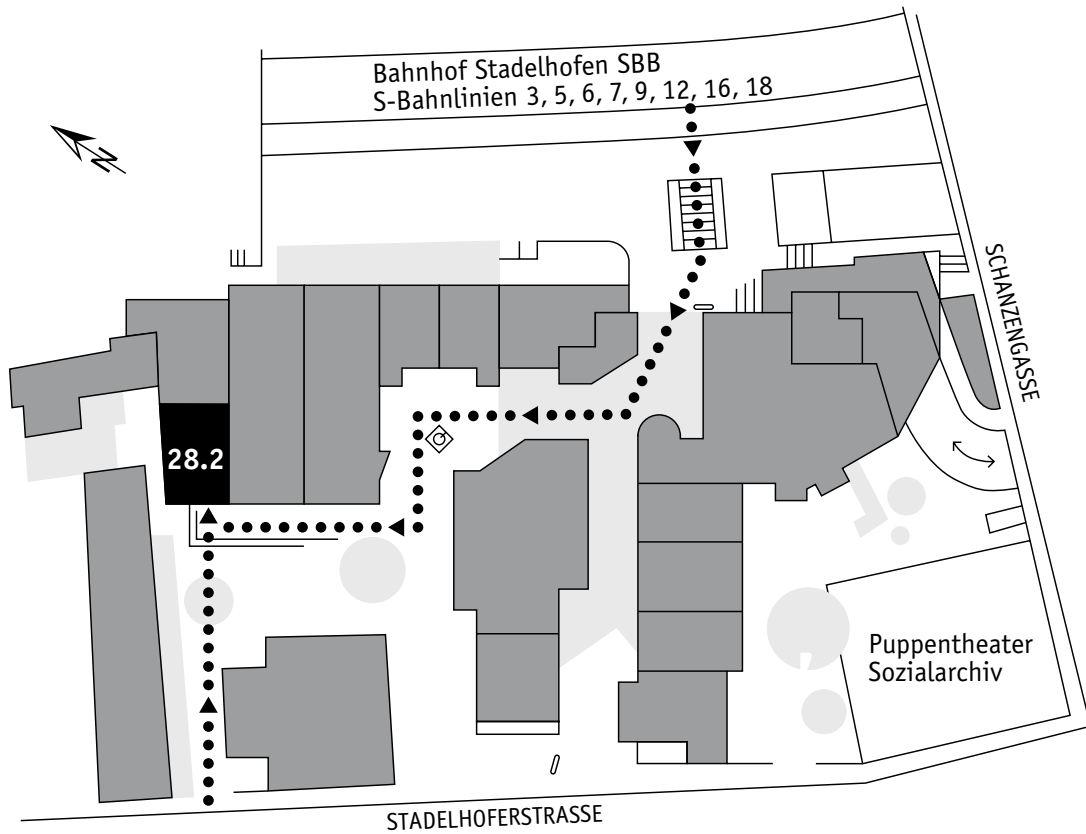 Bahnhof Stadelhofen SBB
S-Bahnlinien 3, 5, 6, 7, 9, 12, 16, 18
N
SCHANZENGASSE
28.2
Puppentheater
Sozialarchiv
STADELHOFERSTRASSE